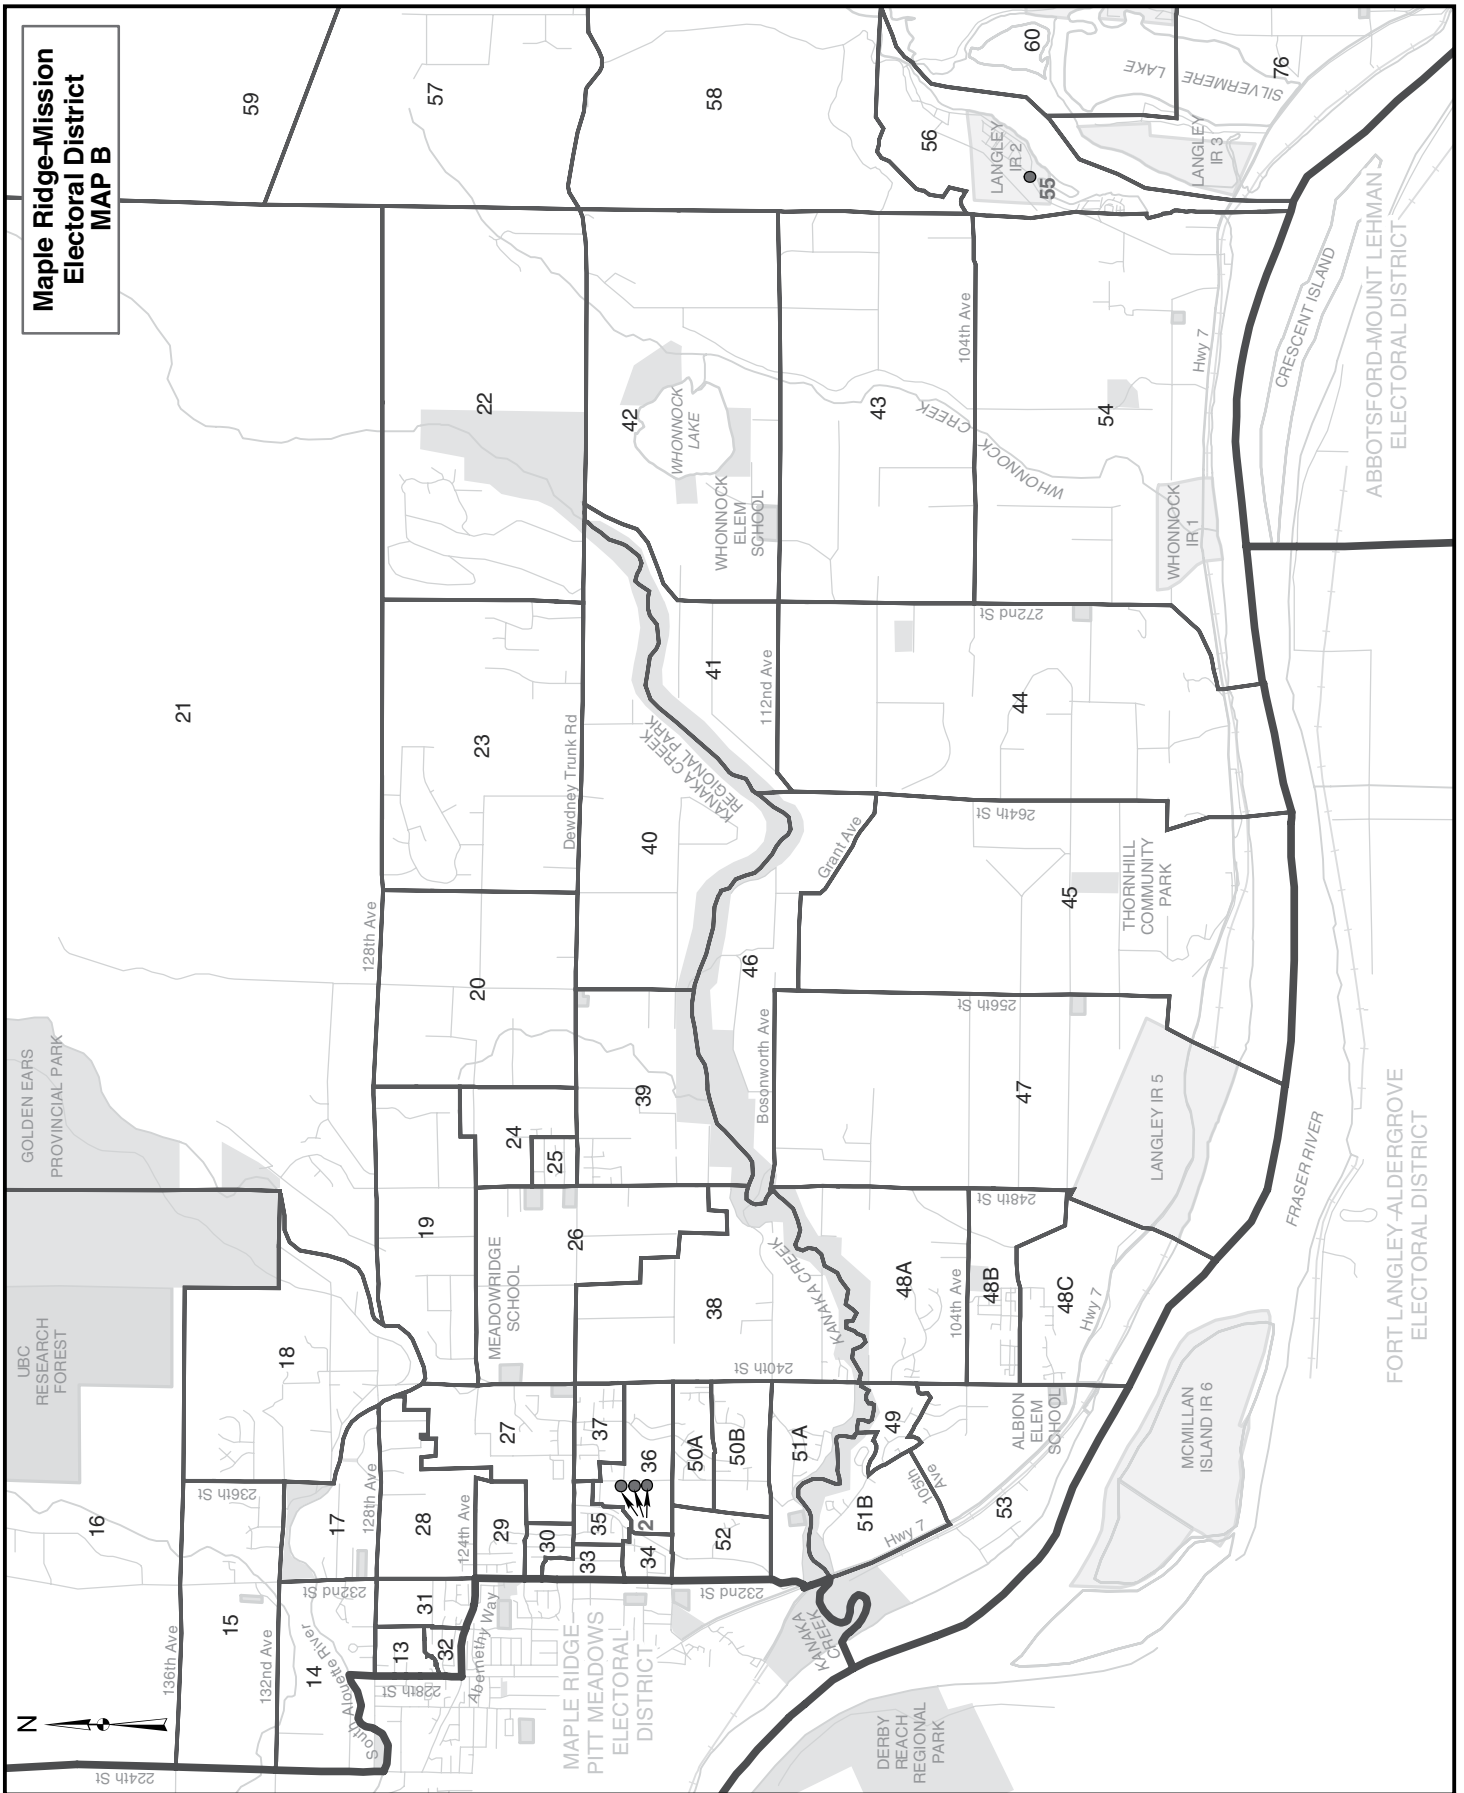 Maple Ridge-Mission
Electoral District
MAP B
N
59
57
58
60
76
SILVERMERE LAKE
56
LANGLEY
IR 2
55
LANGLEY
IR 3
21
22
42
WHONNOCK
LAKE
WHONNOCK
ELEM
SCHOOL
43
104th Ave
WHONNOCK CREEK
54
Hwy 7
WHONNOCK
IR 1
CRESCENT ISLAND
ABBOTSFORD-MOUNT LEHMAN
ELECTORAL DISTRICT
23
Dewdney Trunk Rd
40
KANAKA CREEK
REGIONAL PARK
41
112nd Ave
272nd St
44
264th St
Grant Ave
45
THORNHILL
COMMUNITY
PARK
128th Ave
20
46
Bosonworth Ave
256th St
47
LANGLEY IR 5
FRASER RIVER
FORT LANGLEY-ALDERGROVE
ELECTORAL DISTRICT
GOLDEN EARS
PROVINCIAL PARK
UBC
RESEARCH
FOREST
39
24
25
19
26
MEADOWRIDGE
SCHOOL
38
KANAKA CREEK
240th St
248th St
48A
104th Ave
48B
48C
Hwy 7
18
16
236th St
17
128th Ave
28
27
124th Ave
29
30
37
36
35
2
33
34
50A
50B
52
51A
49
51B
105th
Ave
Hwy 7
53
ALBION
ELEM
SCHOOL
MCMILLAN
ISLAND IR 6
136th Ave
15
132nd Ave
14
South Alouette River
232nd St
31
13
32
228th St
Abernethy Way
232nd St
MAPLE RIDGE-
PITT MEADOWS
ELECTORAL
DISTRICT
KANAKA
CREEK
DERBY
REACH
REGIONAL
PARK
224th St